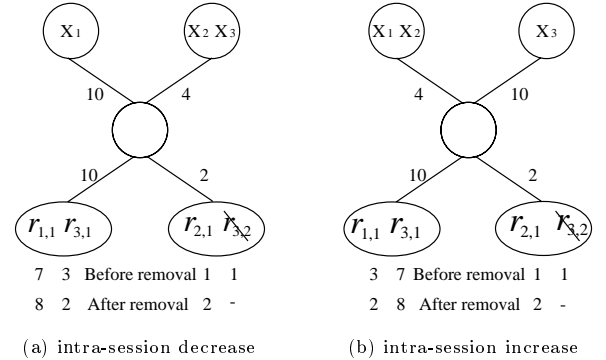 X1 X2 X3 X1 X2 X3
10 4 4 10
10 2 10 2
r1,1 r3,1 r2,1 r3,2 r1,1 r3,1 r2,1 r3,2
7 3 Before removal 1 1 3 7 Before removal 1 1
8 2 After removal 2 - 2 8 After removal 2 -
(a) intra-session decrease (b) intra-session increase